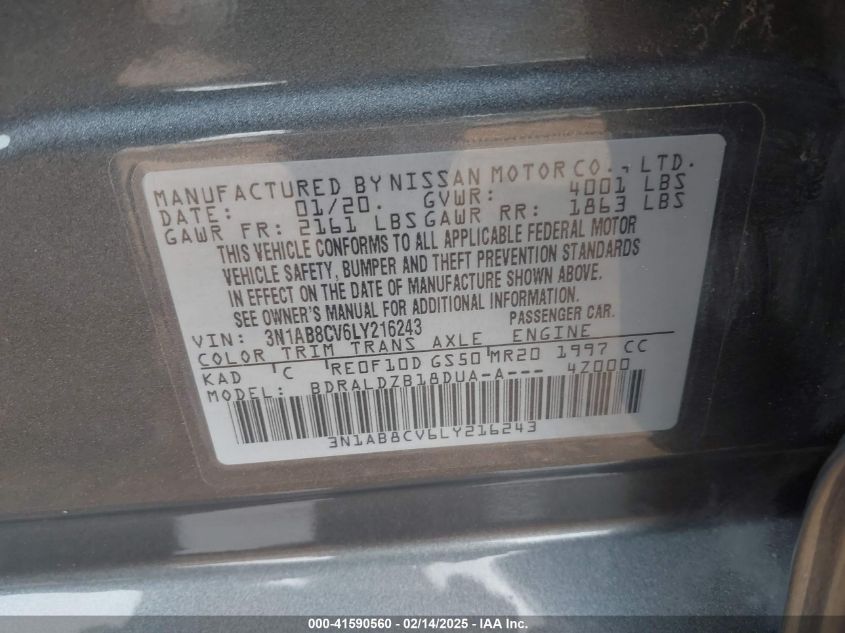 MANUFACTURED BY NISSAN MOTOR CO., LTD.
DATE: 01/20. GVWR: 4001 LBS
GAWR FR: 2161 LBS GAWR RR: 1863 LBS
THIS VEHICLE CONFORMS TO ALL APPLICABLE FEDERAL MOTOR
VEHICLE SAFETY, BUMPER AND THEFT PREVENTION STANDARDS
IN EFFECT ON THE DATE OF MANUFACTURE SHOWN ABOVE.
SEE OWNER'S MANUAL FOR ADDITIONAL INFORMATION.
VIN: 3N1AB8CV6LY216243 PASSENGER CAR.
COLOR TRIM TRANS AXLE ENGINE
KAD C RE0F10D GS50 MR20 1997 CC
MODEL: BDRALDZB18DUA-A--- 4Z000
3N1AB8CV6LY216243
000-41590560 - 02/14/2025 - IAA Inc.